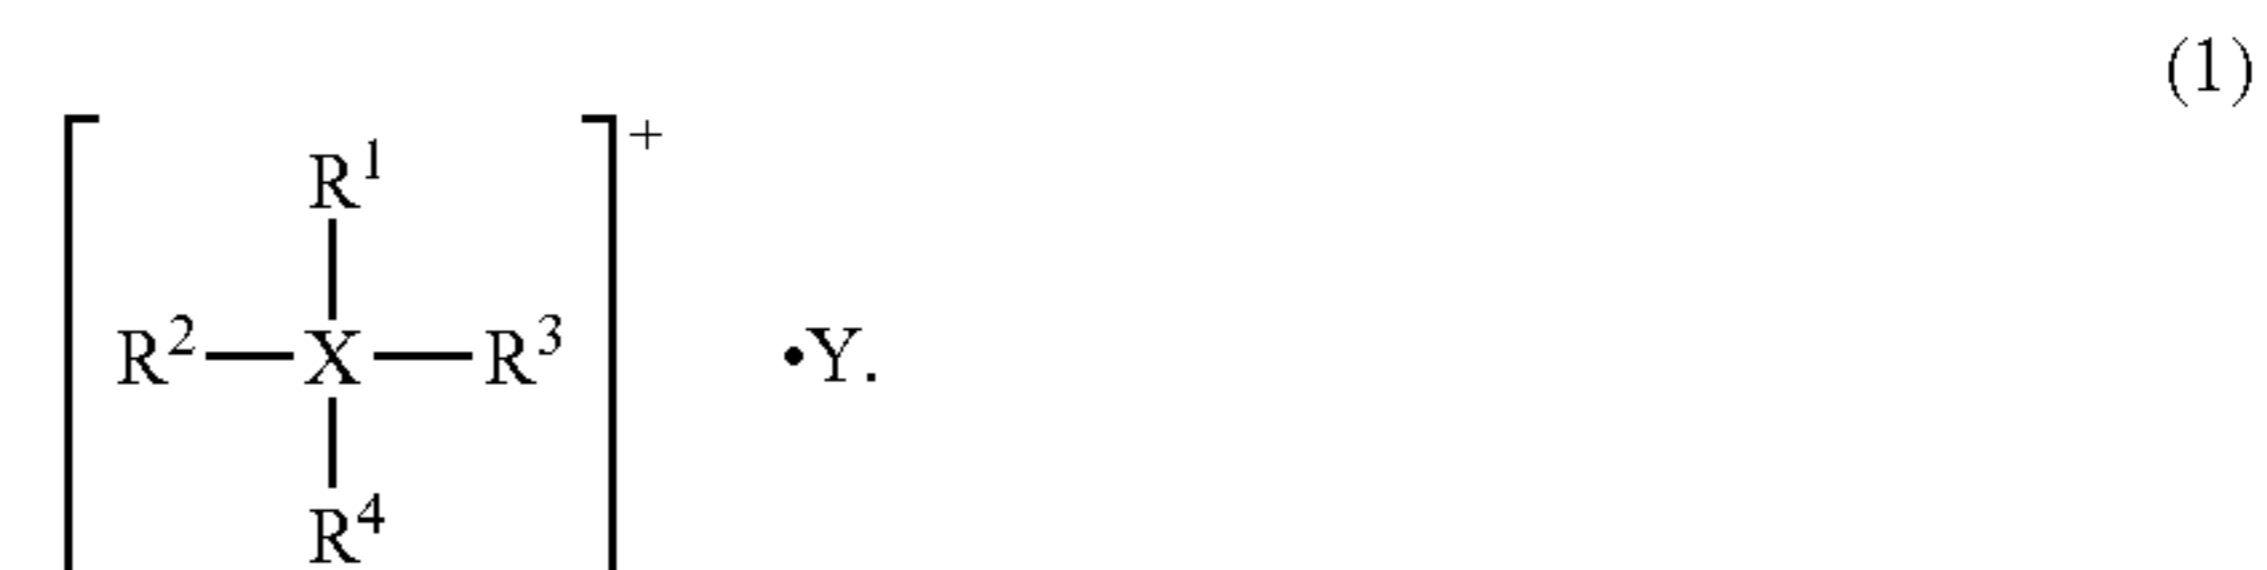 (1)
+
R¹
R²—X—R³ •Y.
R⁴